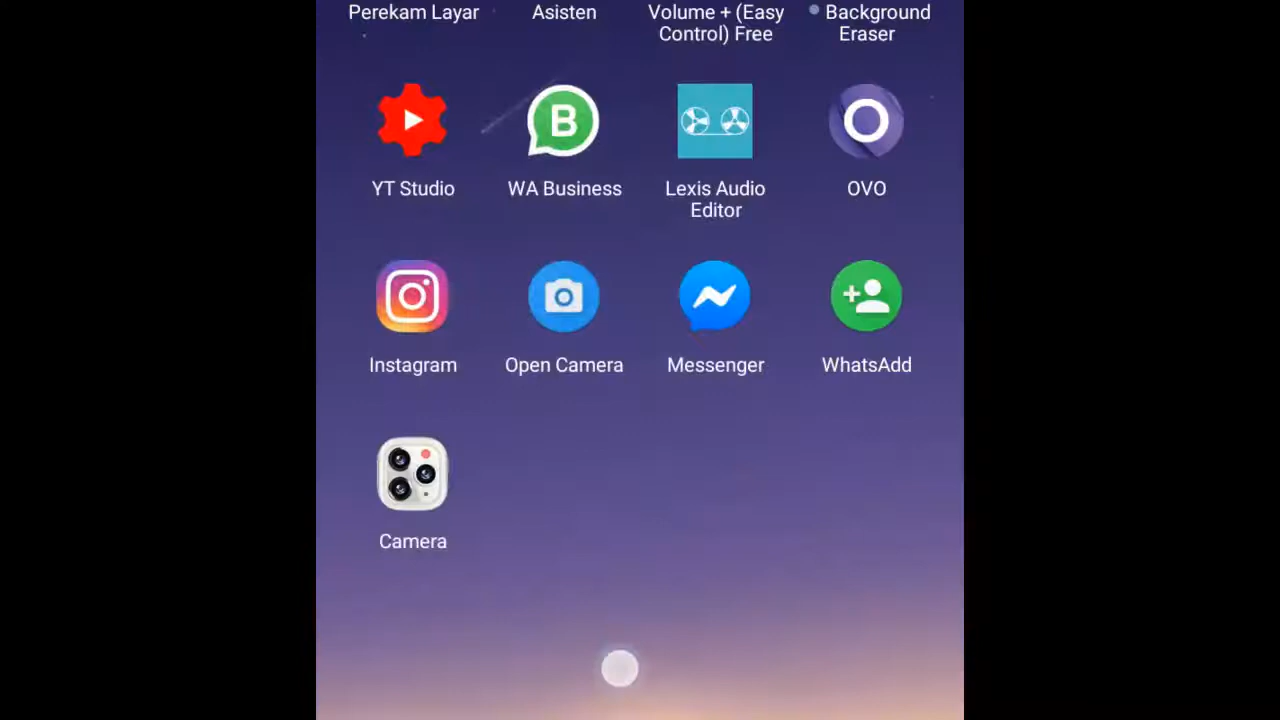 Perekam Layar
Asisten
Volume + (Easy
Control) Free
Background
Eraser
B
YT Studio
WA Business
Lexis Audio
Editor
OVO
Instagram
Open Camera
Messenger
WhatsAdd
Camera